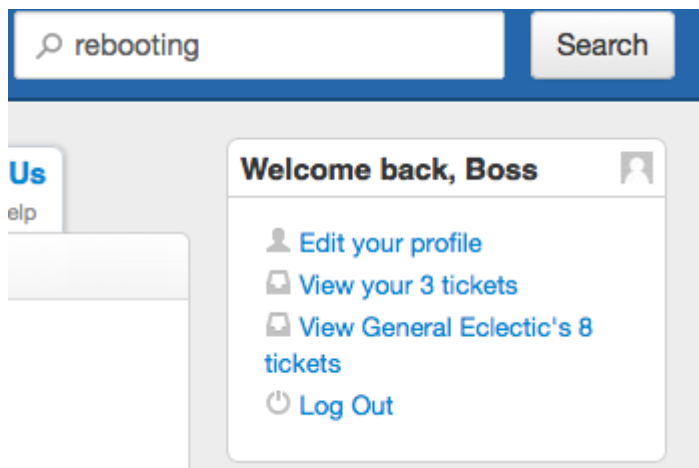 rebooting
Search
Us
elp
Welcome back, Boss
Edit your profile
View your 3 tickets
View General Eclectic's 8
tickets
Log Out